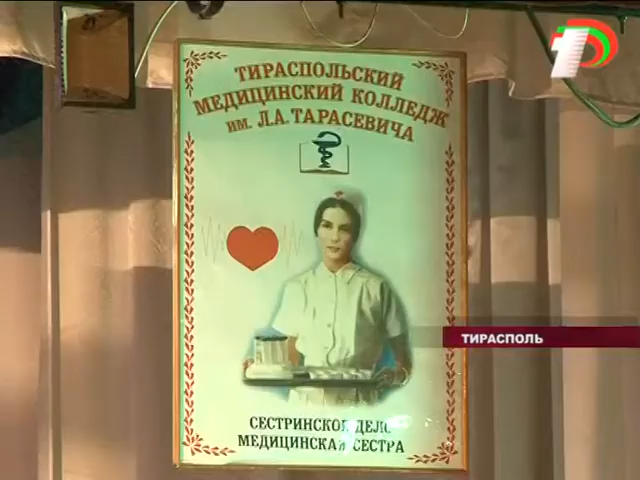 ТИРАСПОЛЬСКИЙ
МЕДИЦИНСКИЙ КОЛЛЕДЖ
ИМ. Л.А. ТАРАСЕВИЧА
ТИРАСПОЛЬ
СЕСТРИНСКОЕ ДЕЛО
МЕДИЦИНСКАЯ СЕСТРА